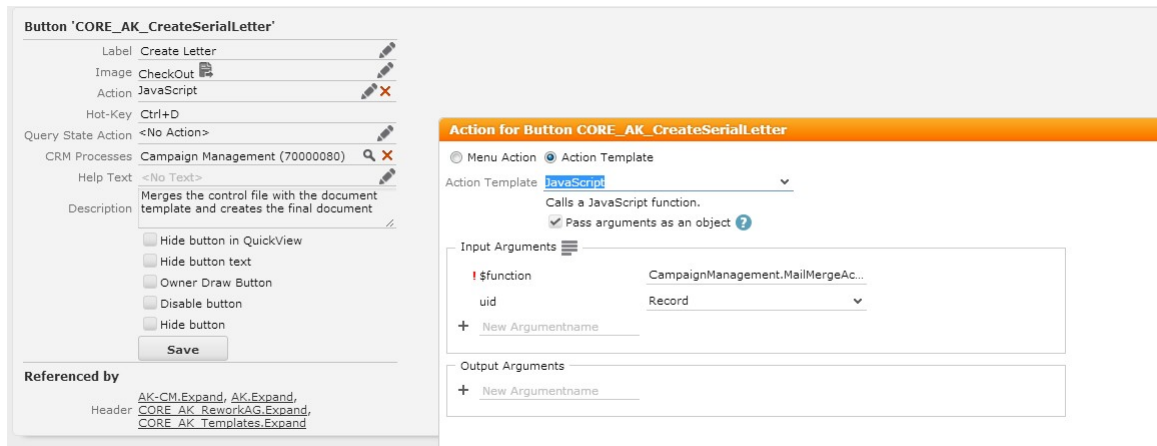 Button 'CORE_AK_CreateSerialLetter'
Label Create Letter
Image CheckOut
Action JavaScript
Hot-Key Ctrl+D
Query State Action <No Action>
CRM Processes Campaign Management (70000080)
Help Text <No Text>
Description Merges the control file with the document
template and creates the final document
Hide button in QuickView
Hide button text
Owner Draw Button
Disable button
Hide button
Save
Referenced by
Header AK-CM.Expand, AK.Expand,
CORE_AK_ReworkAG.Expand,
CORE_AK_Templates.Expand
Action for Button CORE_AK_CreateSerialLetter
Menu Action Action Template
Action Template JavaScript
Calls a JavaScript function.
Pass arguments as an object ?
Input Arguments
! $function CampaignManagement.MailMergeAc...
uid Record
+ New Argumentname
Output Arguments
+ New Argumentname